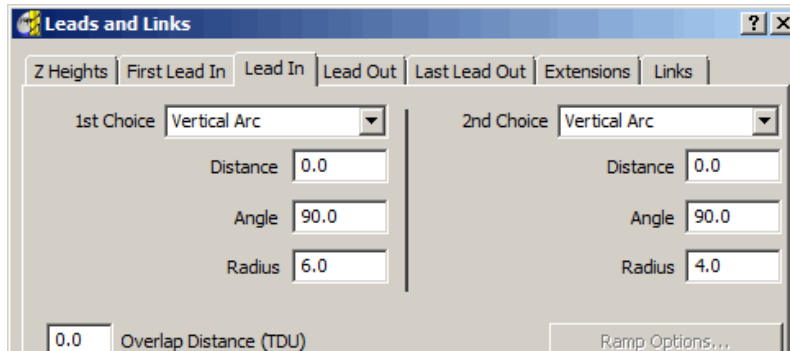 Leads and Links
Z Heights First Lead In Lead In Lead Out Last Lead Out Extensions Links
1st Choice Vertical Arc 2nd Choice Vertical Arc
Distance 0.0 Distance 0.0
Angle 90.0 Angle 90.0
Radius 6.0 Radius 4.0
0.0 Overlap Distance (TDU) Ramp Options...